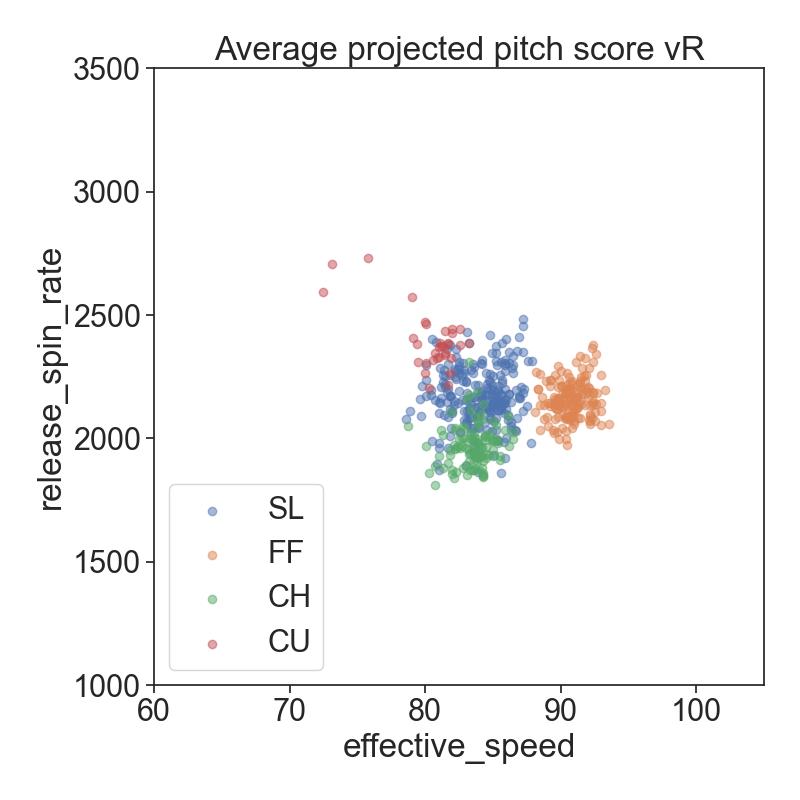 Average projected pitch score vR
3500
3000
2500
2000
1500
1000
release_spin_rate
SL
FF
CH
CU
60 70 80 90 100
effective_speed